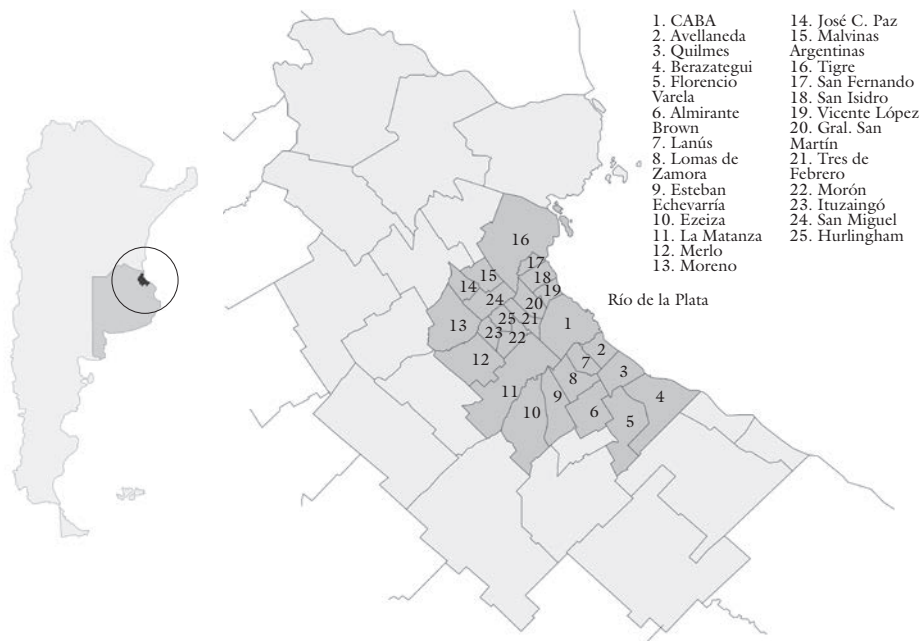 1. CABA
2. Avellaneda
3. Quilmes
4. Berazategui
5. Florencio
Varela
6. Almirante
Brown
7. Lanús
8. Lomas de
Zamora
9. Esteban
Echevarría
10. Ezeiza
11. La Matanza
12. Merlo
13. Moreno
14. José C. Paz
15. Malvinas
Argentinas
16. Tigre
17. San Fernando
18. San Isidro
19. Vicente López
20. Gral. San
Martín
21. Tres de
Febrero
22. Morón
23. Ituzaingó
24. San Miguel
25. Hurlingham
16
17
15
18
14
19
24
20
Río de la Plata
25
21
13
23
22
1
12
2
7
3
11
8
4
9
10
6
5